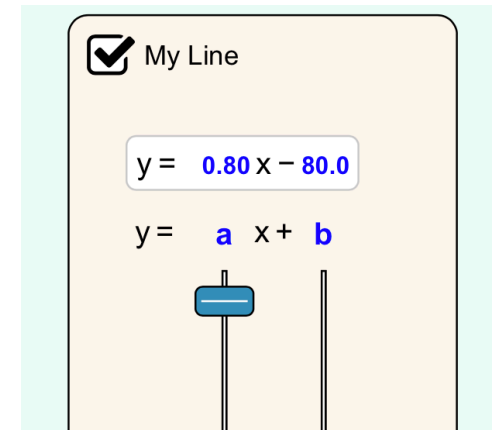 My Line
y = 0.80 x − 80.0
y = a x + b